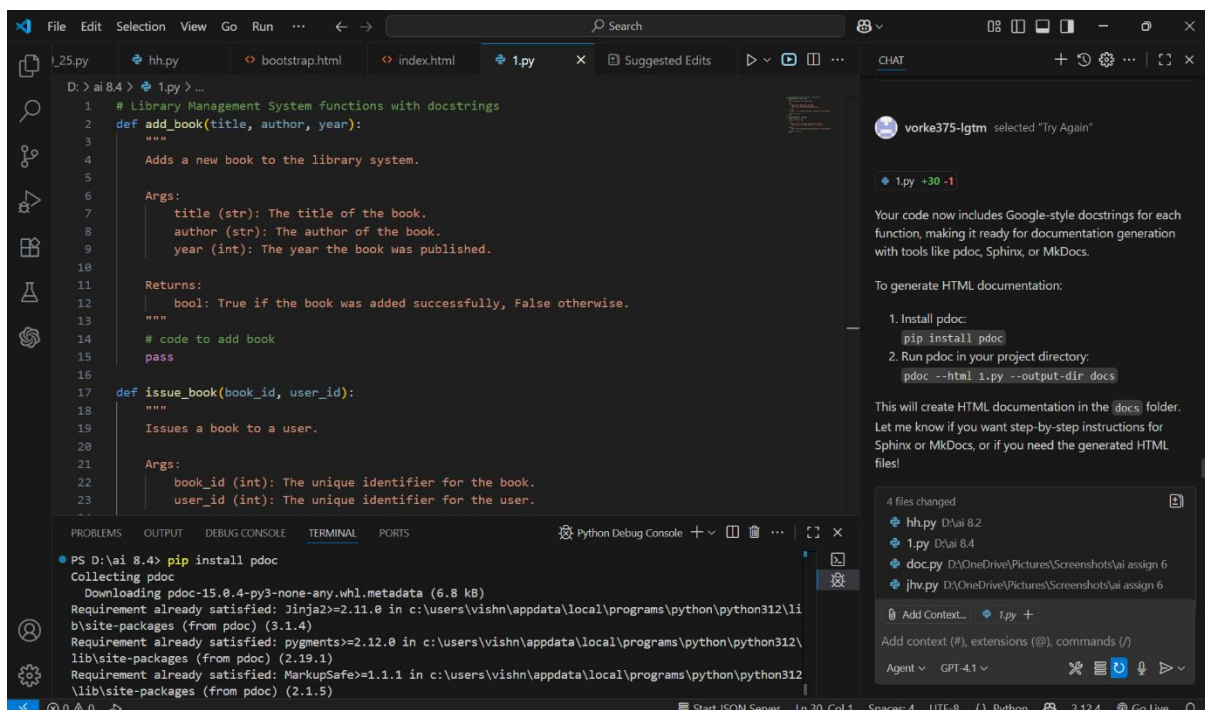 File Edit Selection View Go Run ··· Search
_25.py hh.py bootstrap.html index.html 1.py Suggested Edits
D: > ai 8.4 > 1.py > ...
1 # Library Management System functions with docstrings
2 def add_book(title, author, year):
3 """
4 Adds a new book to the library system.
5
6 Args:
7 title (str): The title of the book.
8 author (str): The author of the book.
9 year (int): The year the book was published.
10
11 Returns:
12 bool: True if the book was added successfully, False otherwise.
13 """
14 # code to add book
15 pass
16
17 def issue_book(book_id, user_id):
18 """
19 Issues a book to a user.
20
21 Args:
22 book_id (int): The unique identifier for the book.
23 user_id (int): The unique identifier for the user.
PROBLEMS OUTPUT DEBUG CONSOLE TERMINAL PORTS Python Debug Console
PS D:\ai 8.4> pip install pdoc
Collecting pdoc
Downloading pdoc-15.0.4-py3-none-any.whl.metadata (6.8 kB)
Requirement already satisfied: Jinja2>=2.11.0 in c:\users\vishn\appdata\local\programs\python\python312\li
b\site-packages (from pdoc) (3.1.4)
Requirement already satisfied: pygments>=2.12.0 in c:\users\vishn\appdata\local\programs\python\python312\
lib\site-packages (from pdoc) (2.19.1)
Requirement already satisfied: MarkupSafe>=1.1.1 in c:\users\vishn\appdata\local\programs\python\python312
\lib\site-packages (from pdoc) (2.1.5)
CHAT
vorke375-lgtm selected "Try Again"
1.py +30 -1
Your code now includes Google-style docstrings for each
function, making it ready for documentation generation
with tools like pdoc, Sphinx, or MkDocs.
To generate HTML documentation:
1. Install pdoc:
pip install pdoc
2. Run pdoc in your project directory:
pdoc --html 1.py --output-dir docs
This will create HTML documentation in the docs folder.
Let me know if you want step-by-step instructions for
Sphinx or MkDocs, or if you need the generated HTML
files!
4 files changed
hh.py D:\ai 8.2
1.py D:\ai 8.4
doc.py D:\OneDrive\Pictures\Screenshots\ai assign 6
jhv.py D:\OneDrive\Pictures\Screenshots\ai assign 6
Add Context... 1.py +
Add context (#), extensions (@), commands (/)
Agent GPT-4.1
0 0 Start JSON Server Ln 30, Col 1 Spaces: 4 UTF-8 {} Python 3.12.4 Go Live